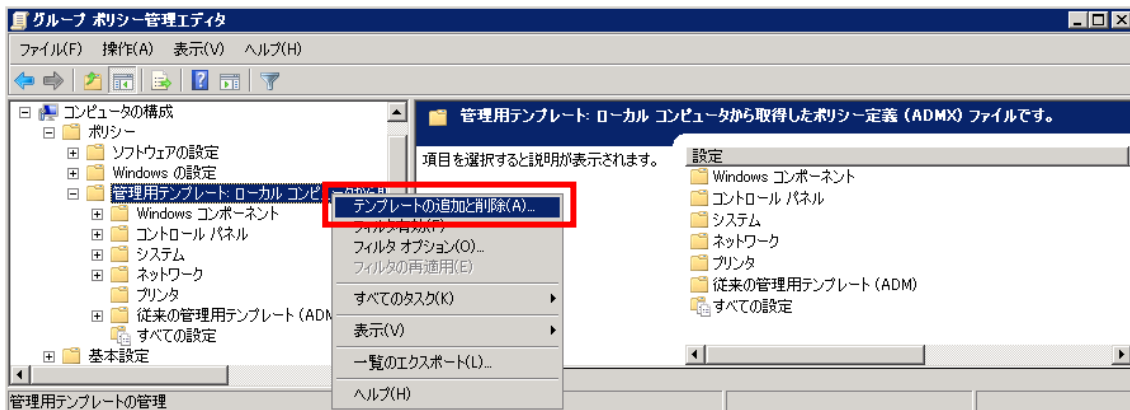 グループ ポリシー管理エディタ
ファイル(F) 操作(A) 表示(V) ヘルプ(H)
コンピュータの構成
ポリシー
ソフトウェアの設定
Windows の設定
管理用テンプレート: ローカル コンピュータから取
Windows コンポーネント
コントロール パネル
システム
ネットワーク
プリンタ
従来の管理用テンプレート (ADM
すべての設定
基本設定
テンプレートの追加と削除(A)...
フィルタ有効(F)
フィルタ オプション(O)...
フィルタの再適用(E)
すべてのタスク(K)
表示(V)
一覧のエクスポート(L)...
ヘルプ(H)
管理用テンプレート: ローカル コンピュータから取得したポリシー定義 (ADMX) ファイルです。
項目を選択すると説明が表示されます。
設定
Windows コンポーネント
コントロール パネル
システム
ネットワーク
プリンタ
従来の管理用テンプレート (ADM)
すべての設定
管理用テンプレートの管理